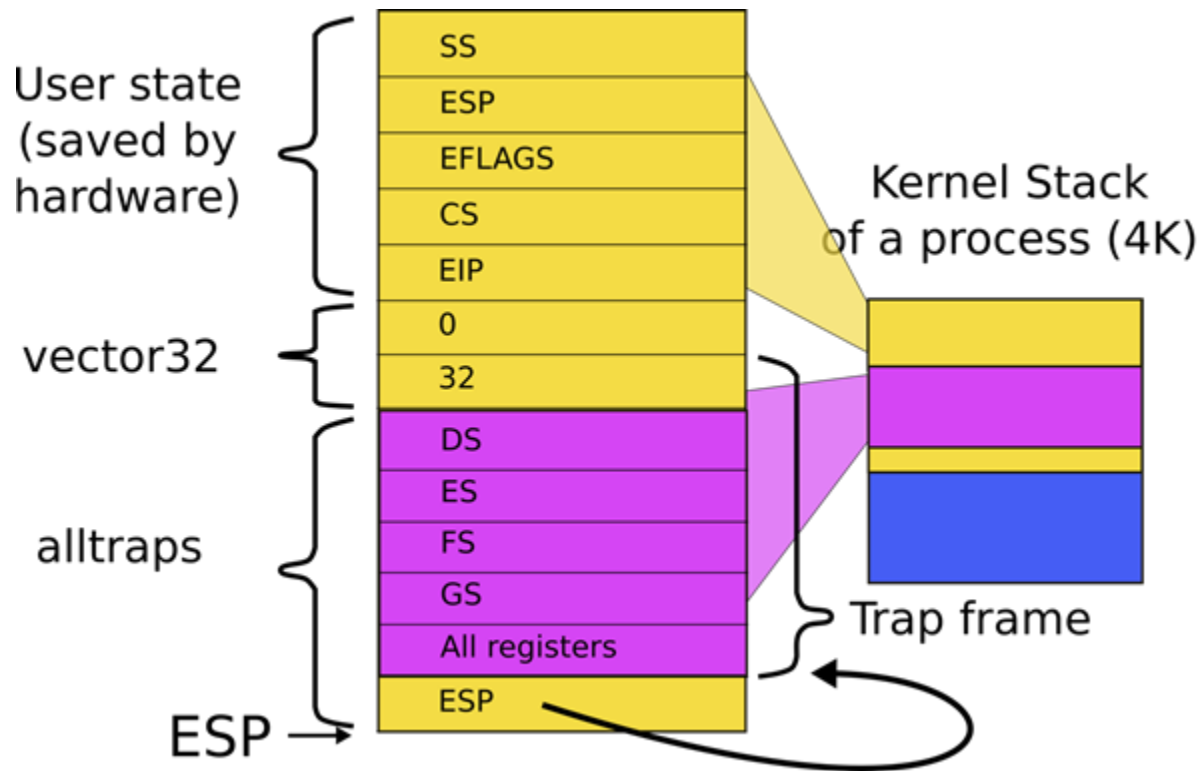 User state
(saved by
hardware)
vector32
alltraps
ESP
SS
ESP
EFLAGS
CS
EIP
0
32
DS
ES
FS
GS
All registers
ESP
Kernel Stack
of a process (4K)
Trap frame